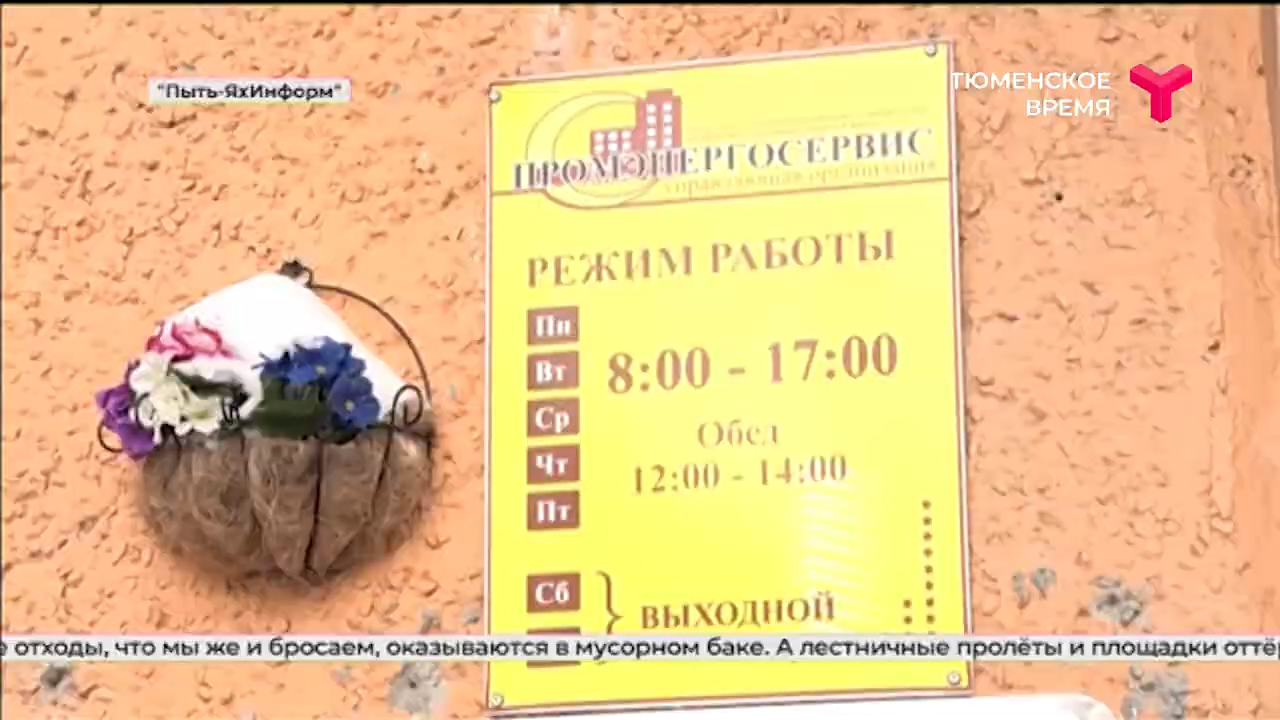 "Пыть-ЯхИнформ"
ТЮМЕНСКОЕ
ВРЕМЯ
ПРОМЭНЕРГОСЕРВИС
управляющая организация
РЕЖИМ РАБОТЫ
Пн
Вт
Ср
Чт
Пт
8:00 - 17:00
Обед
12:00 - 14:00
Сб
ВЫХОДНОЙ
отходы, что мы же и бросаем, оказываются в мусорном баке. А лестничные пролёты и площадки оттёр